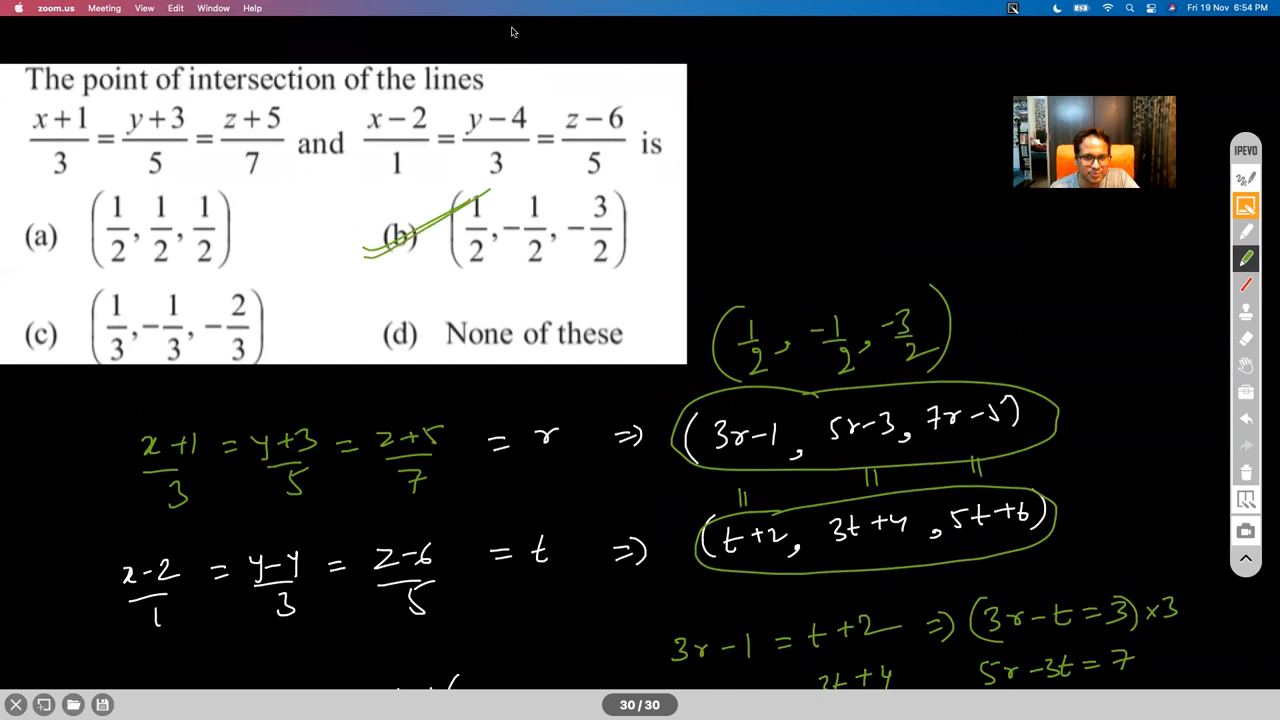 zoom.us Meeting View Edit Window Help Fri 19 Nov 6:54 PM
The point of intersection of the lines
(x+1)/3 = (y+3)/5 = (z+5)/7 and (x−2)/1 = (y−4)/3 = (z−6)/5 is
(a) (1/2, 1/2, 1/2) (b) (1/2, −1/2, −3/2)
(c) (1/3, −1/3, −2/3) (d) None of these
IPEVO
(1/2, -1/2, -3/2)
(x+1)/3 = (y+3)/5 = (z+5)/7 = r ⇒ (3r−1, 5r−3, 7r−5)
(x−2)/1 = (y−4)/3 = (z−6)/5 = t ⇒ (t+2, 3t+4, 5t+6)
3r−1 = t+2 ⇒ (3r−t=3)×3
3t+4 5r−3t=7
30 / 30